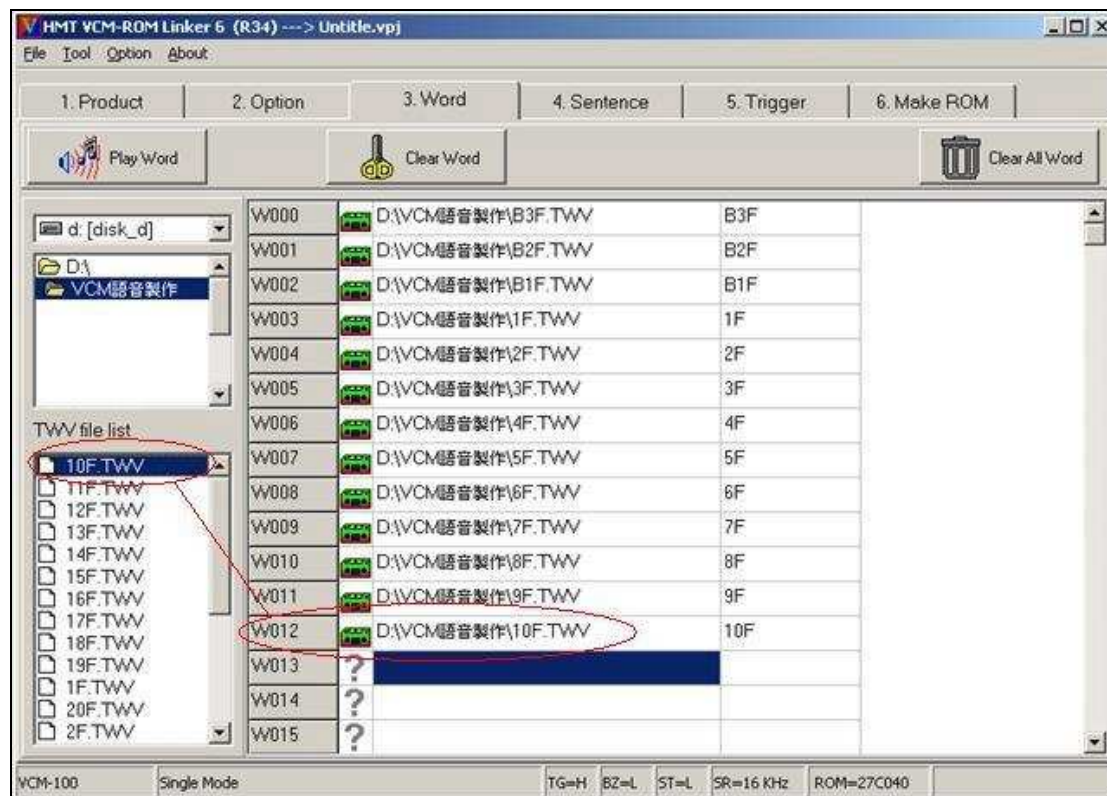 HMT VCM-ROM Linker 6 (R34) ---> Untitle.vpj
File Tool Option About
1. Product 2. Option 3. Word 4. Sentence 5. Trigger 6. Make ROM
Play Word Clear Word Clear All Word
d: [disk_d]
D:\
VCM語音製作
TWV file list
10F.TWV
11F.TWV
12F.TWV
13F.TWV
14F.TWV
15F.TWV
16F.TWV
17F.TWV
18F.TWV
19F.TWV
1F.TWV
20F.TWV
2F.TWV
W000 D:\VCM語音製作\B3F.TWV B3F
W001 D:\VCM語音製作\B2F.TWV B2F
W002 D:\VCM語音製作\B1F.TWV B1F
W003 D:\VCM語音製作\1F.TWV 1F
W004 D:\VCM語音製作\2F.TWV 2F
W005 D:\VCM語音製作\3F.TWV 3F
W006 D:\VCM語音製作\4F.TWV 4F
W007 D:\VCM語音製作\5F.TWV 5F
W008 D:\VCM語音製作\6F.TWV 6F
W009 D:\VCM語音製作\7F.TWV 7F
W010 D:\VCM語音製作\8F.TWV 8F
W011 D:\VCM語音製作\9F.TWV 9F
W012 D:\VCM語音製作\10F.TWV 10F
W013 ?
W014 ?
W015 ?
VCM-100 Single Mode TG=H BZ=L ST=L SR=16 KHz ROM=27C040